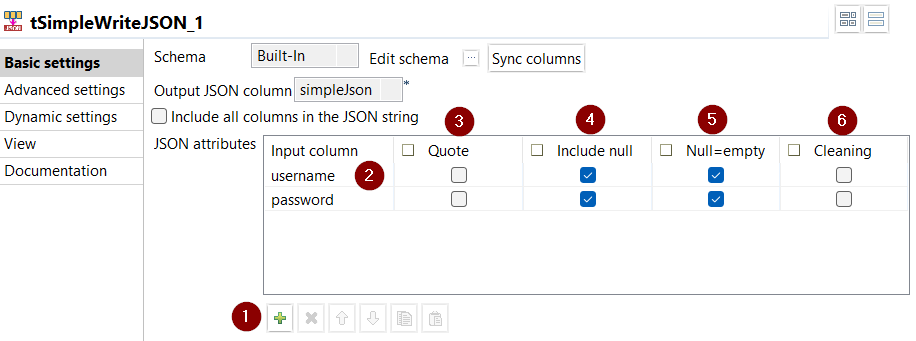 tSimpleWriteJSON_1
Basic settings
Advanced settings
Dynamic settings
View
Documentation
Schema Built-In Edit schema ... Sync columns
Output JSON column simpleJson *
Include all columns in the JSON string
3 4 5 6
JSON attributes
Input column Quote Include null Null=empty Cleaning
username 2
password
1